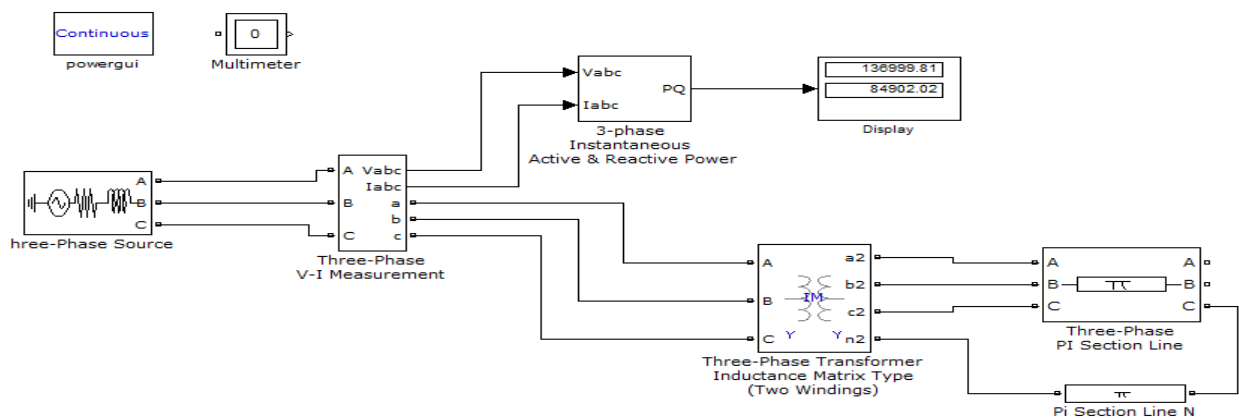 Continuous
powergui
0
Multimeter
Vabc
Iabc
PQ
3-phase
Instantaneous
Active & Reactive Power
136999.81
84902.02
Display
A
B
C
hree-Phase Source
A
B
C
Vabc
Iabc
a
b
c
Three-Phase
V-I Measurement
A
B
C
a2
b2
c2
n2
IM
Y
Y
Three-Phase Transformer
Inductance Matrix Type
(Two Windings)
A
B
C
A
B
C
Three-Phase
PI Section Line
Pi Section Line N